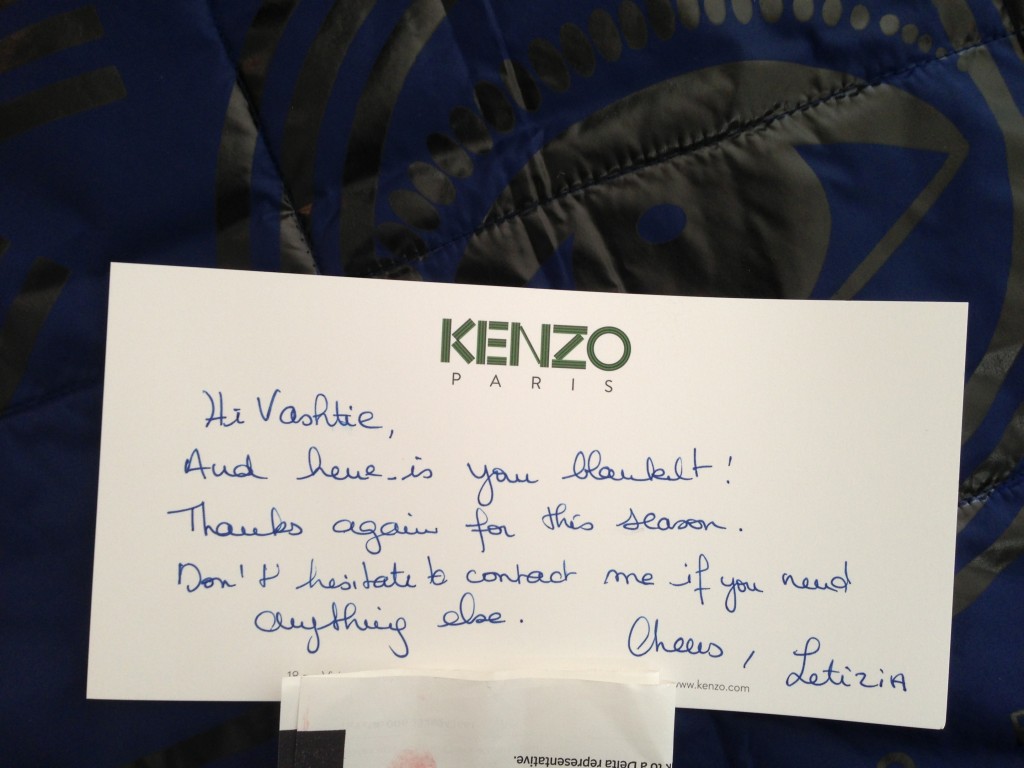 KENZO
PARIS
Hi Vashtie,
And here is you blanket!
Thanks again for this season.
Don't hesitate to contact me if you need
anything else.
Cheers, Letizia
www.kenzo.com
to a Delta representative.